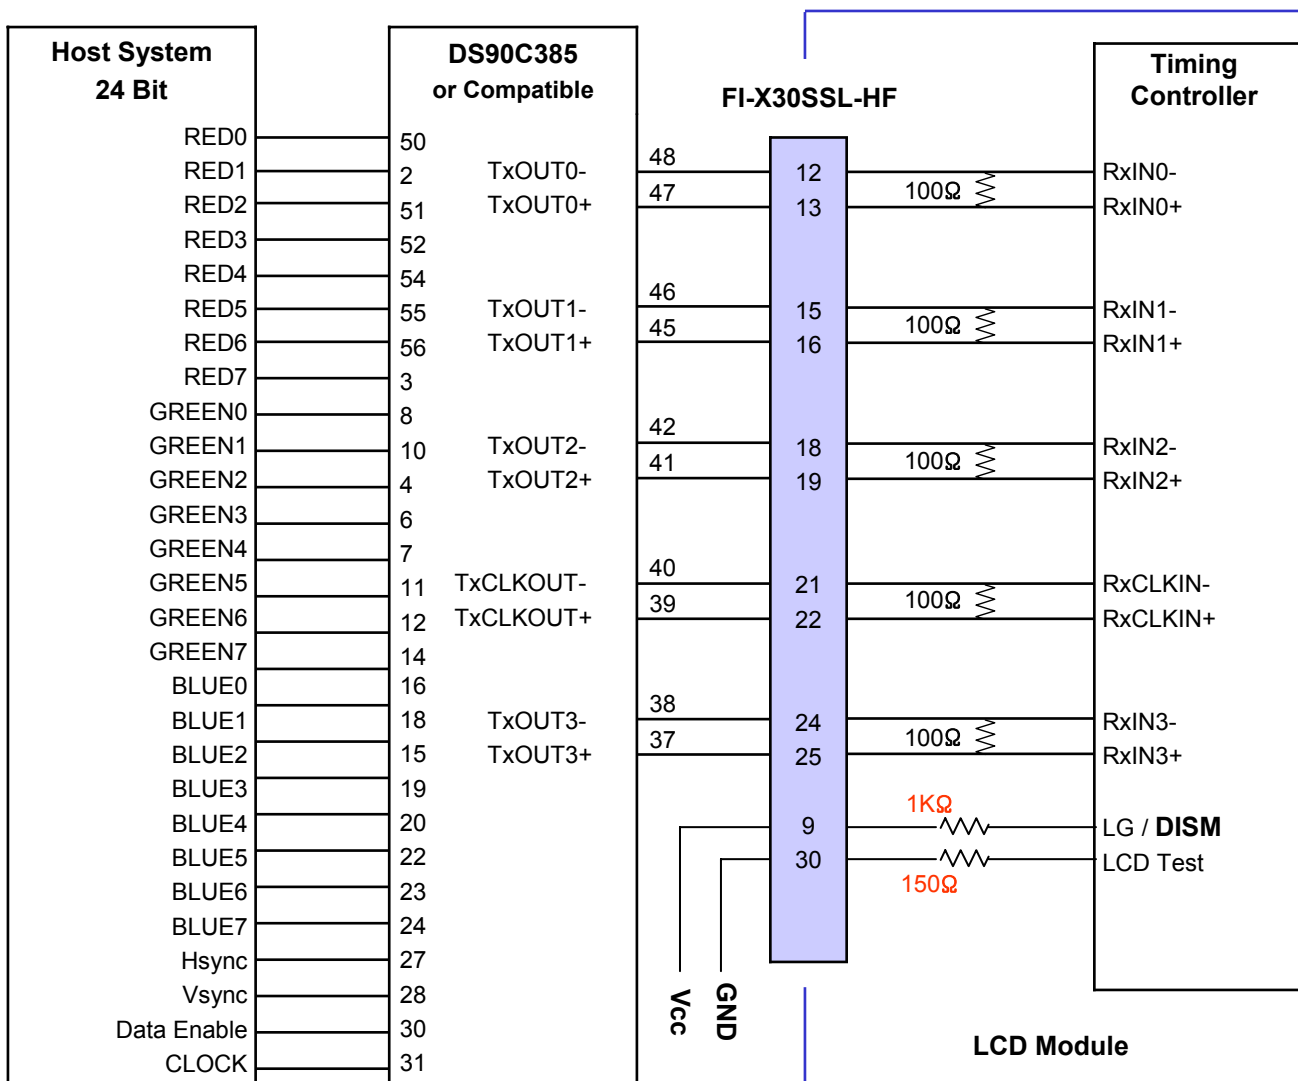 Host System
24 Bit
RED0
RED1
RED2
RED3
RED4
RED5
RED6
RED7
GREEN0
GREEN1
GREEN2
GREEN3
GREEN4
GREEN5
GREEN6
GREEN7
BLUE0
BLUE1
BLUE2
BLUE3
BLUE4
BLUE5
BLUE6
BLUE7
Hsync
Vsync
Data Enable
CLOCK
DS90C385
or Compatible
50
2
51
52
54
55
56
3
8
10
4
6
7
11
12
14
16
18
15
19
20
22
23
24
27
28
30
31
TxOUT0-
TxOUT0+
TxOUT1-
TxOUT1+
TxOUT2-
TxOUT2+
TxCLKOUT-
TxCLKOUT+
TxOUT3-
TxOUT3+
48
47
46
45
42
41
40
39
38
37
Vcc
GND
FI-X30SSL-HF
12
13
15
16
18
19
21
22
24
25
9
30
100Ω
100Ω
100Ω
100Ω
100Ω
1KΩ
150Ω
Timing
Controller
RxIN0-
RxIN0+
RxIN1-
RxIN1+
RxIN2-
RxIN2+
RxCLKIN-
RxCLKIN+
RxIN3-
RxIN3+
LG / DISM
LCD Test
LCD Module